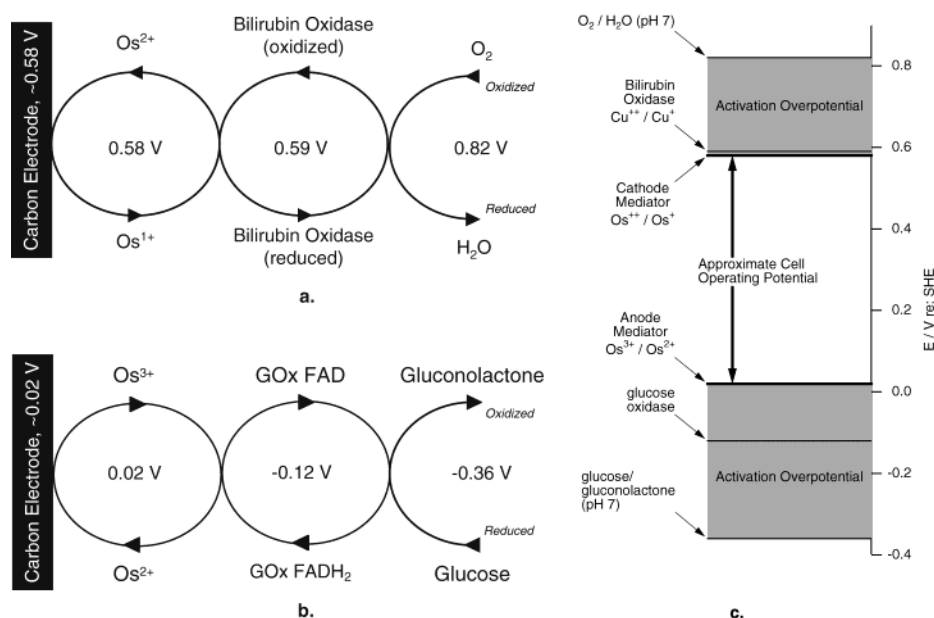 Carbon Electrode, ~0.58 V
Os2+
Bilirubin Oxidase
(oxidized)
O2
Oxidized
0.58 V
0.59 V
0.82 V
Reduced
Os1+
Bilirubin Oxidase
(reduced)
H2O
a.
Carbon Electrode, ~0.02 V
Os3+
GOx FAD
Gluconolactone
Oxidized
0.02 V
-0.12 V
-0.36 V
Reduced
Os2+
GOx FADH2
Glucose
b.
O2 / H2O (pH 7)
Bilirubin
Oxidase
Cu++ / Cu+
Cathode
Mediator
Os++ / Os+
Anode
Mediator
Os3+ / Os2+
glucose
oxidase
glucose/
gluconolactone
(pH 7)
Activation Overpotential
Approximate Cell
Operating Potential
Activation Overpotential
0.8
0.6
0.4
0.2
0.0
-0.2
-0.4
E / V re: SHE
c.